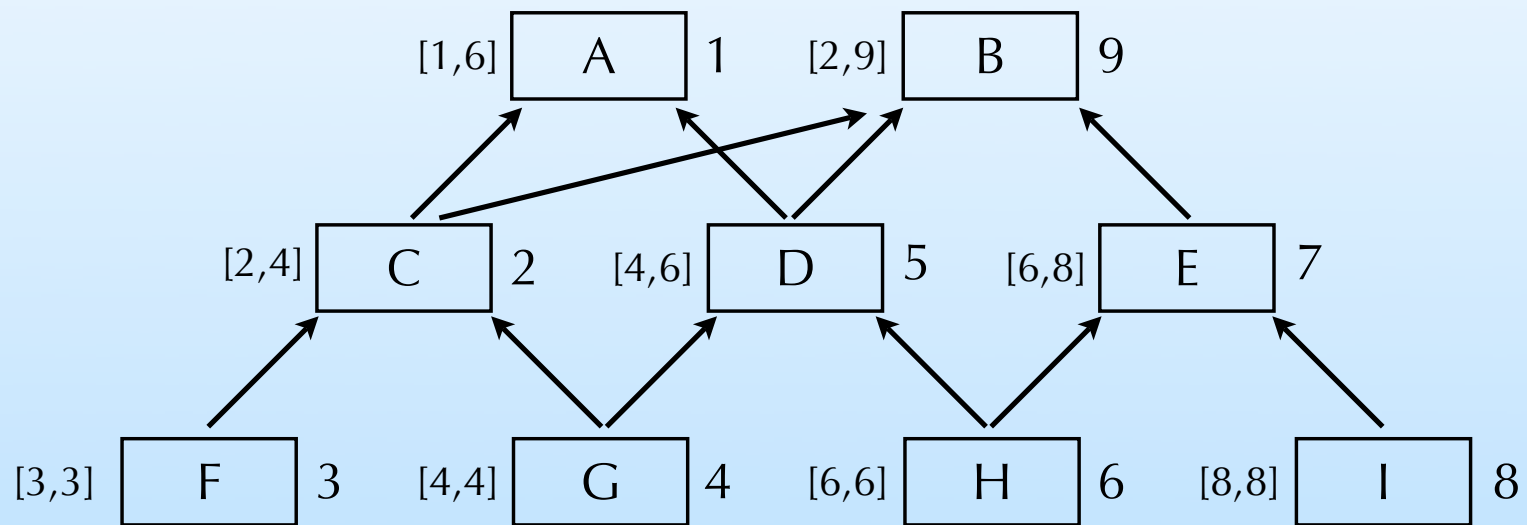 [1,6] A 1 [2,9] B 9
[2,4] C 2 [4,6] D 5 [6,8] E 7
[3,3] F 3 [4,4] G 4 [6,6] H 6 [8,8] I 8